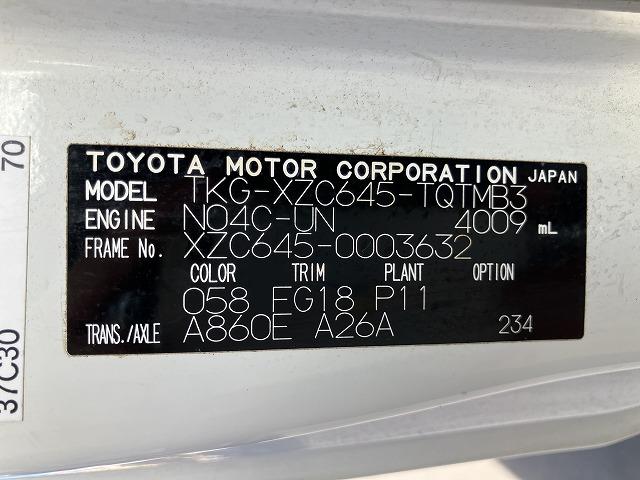 TOYOTA MOTOR CORPORATION JAPAN
MODEL TKG-XZC645-TQTMB3
ENGINE N04C-UN 4009 mL
FRAME No. XZC645-0003632
COLOR TRIM PLANT OPTION
058 FG18 P11
TRANS./AXLE A860E A26A 234
37C30 70